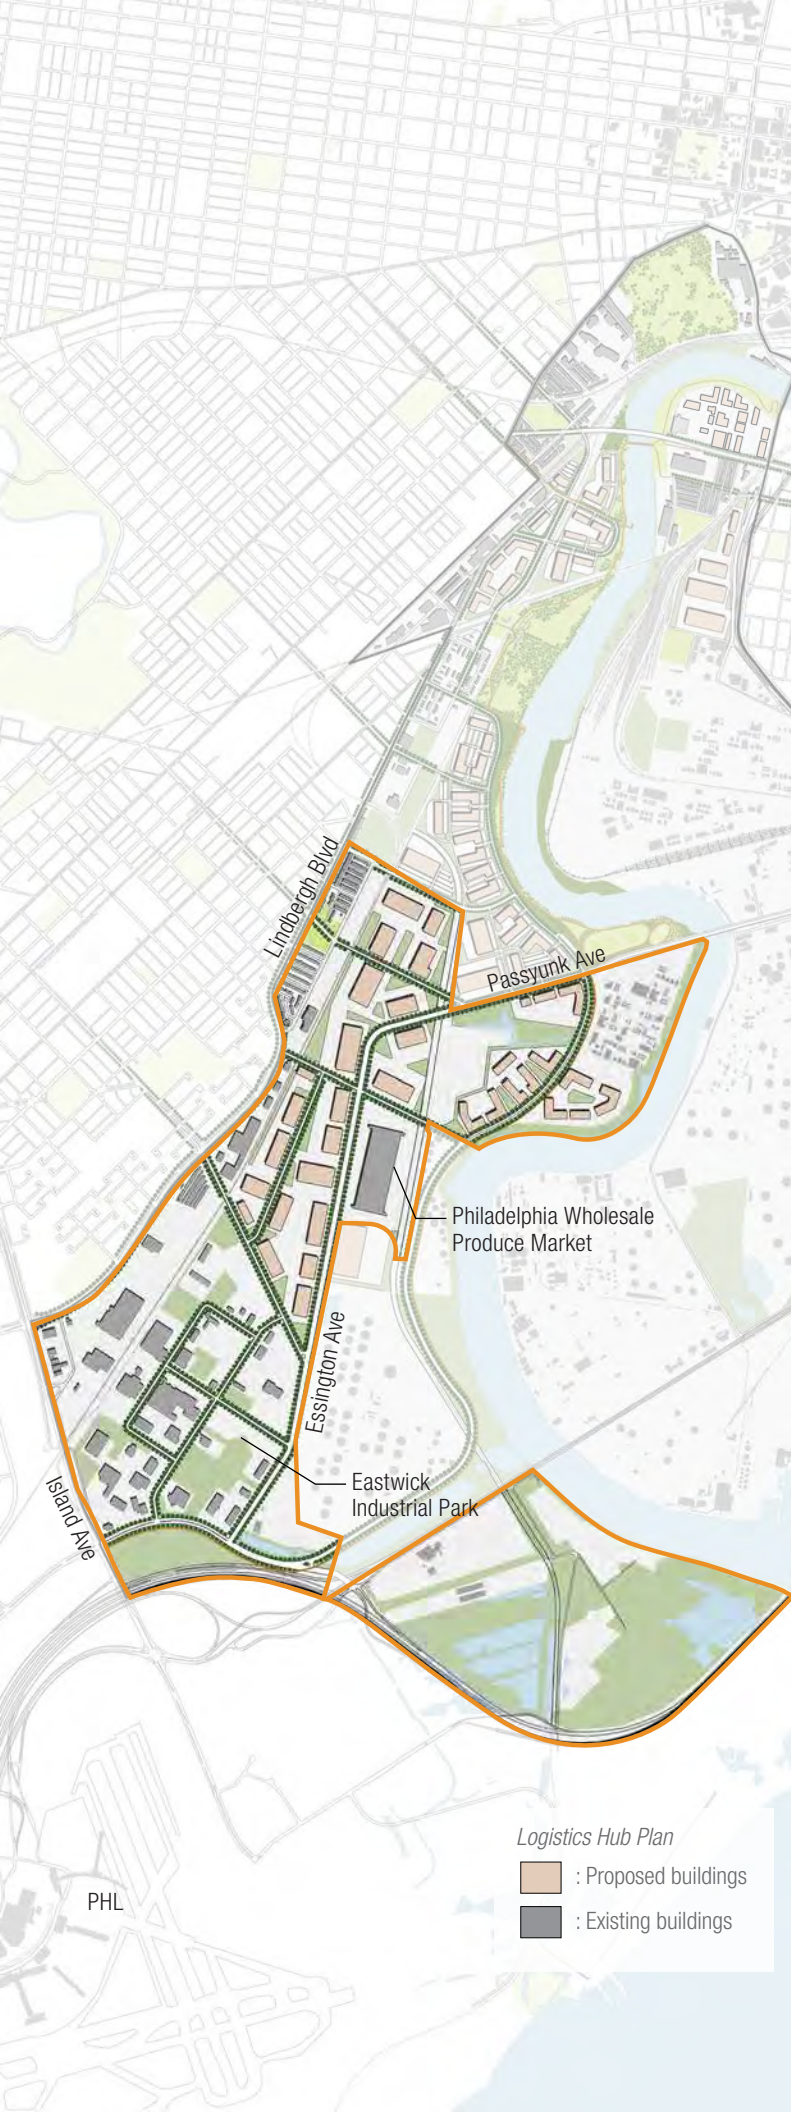 Lindbergh Blvd
Passyunk Ave
Philadelphia Wholesale
Produce Market
Essington Ave
Eastwick
Industrial Park
Island Ave
Logistics Hub Plan
: Proposed buildings
PHL
: Existing buildings